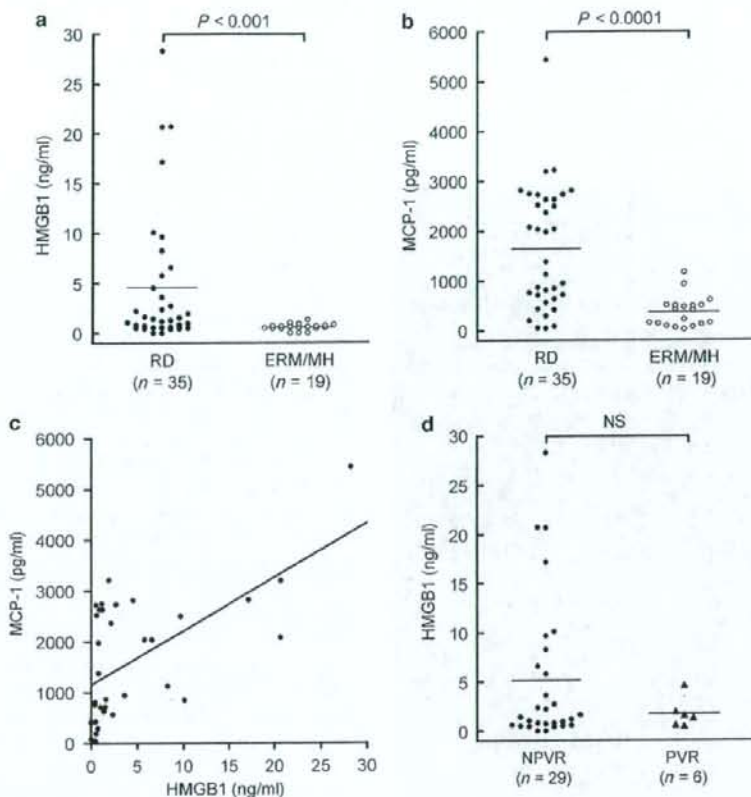 a
P < 0.001
30
25
20
15
10
5
0
HMGB1 (ng/ml)
RD
(n = 35)
ERM/MH
(n = 19)
b
P < 0.0001
6000
5000
4000
3000
2000
1000
0
MCP-1 (pg/ml)
RD
(n = 35)
ERM/MH
(n = 19)
c
6000
5000
4000
3000
2000
1000
0
MCP-1 (pg/ml)
0 5 10 15 20 25 30
HMGB1 (ng/ml)
d
NS
30
25
20
15
10
5
0
HMGB1 (ng/ml)
NPVR
(n = 29)
PVR
(n = 6)